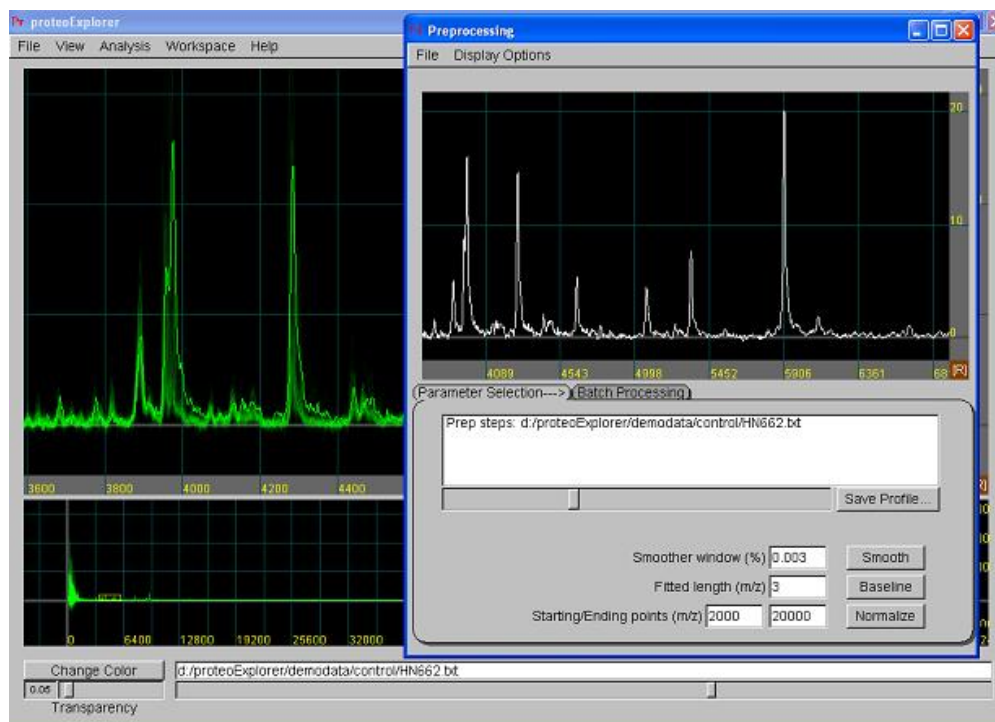 proteoExplorer
File View Analysis Workspace Help
3600 3800 4000 4200 4400
0 6400 12800 19200 25600 32000
Change Color
d:/proteoExplorer/demodata/control/HN662.txt
0.05
Transparency
Preprocessing
File Display Options
20
10
0
4089 4543 4998 5452 5906 6361 68 [R]
(Parameter Selection--->) (Batch Processing)
Prep steps: d:/proteoExplorer/demodata/control/HN662.txt
Save Profile...
Smoother window (%) 0.003 Smooth
Fitted length (m/z) 3 Baseline
Starting/Ending points (m/z) 2000 20000 Normalize